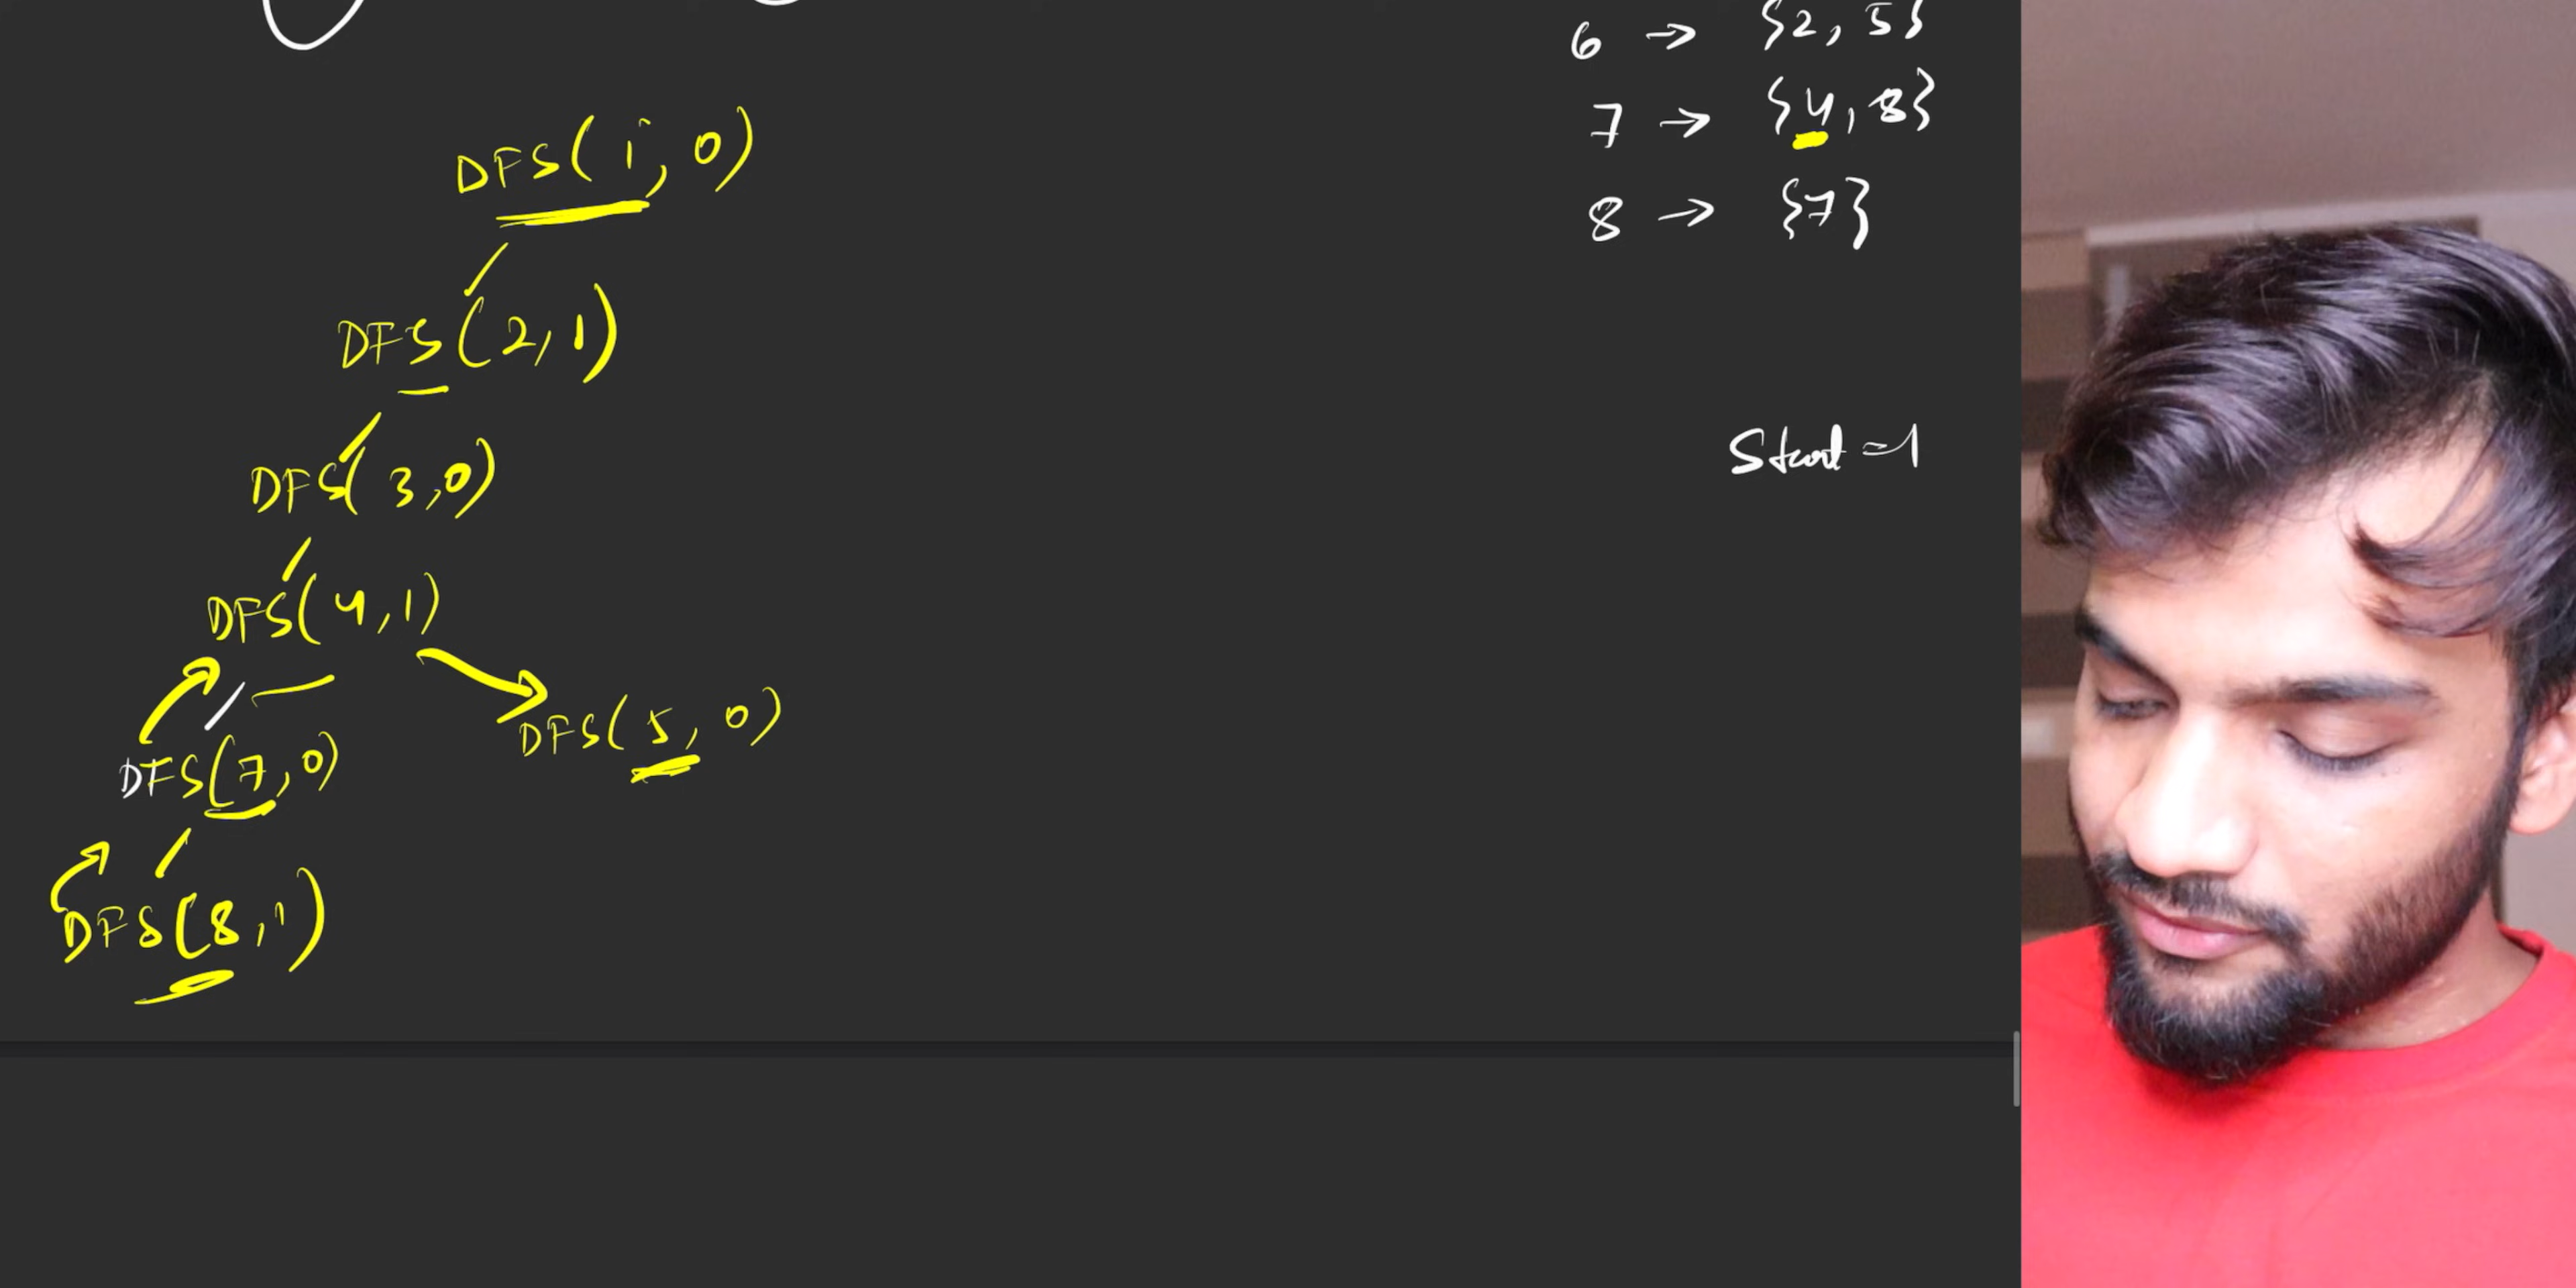 6 → {2, 5}
7 → {4, 8}
8 → {7}
DFS(1, 0)
DFS(2, 1)
DFS(3, 0)
DFS(4, 1)
DFS(7, 0)
DFS(5, 0)
DFS(8, 1)
Start = 1